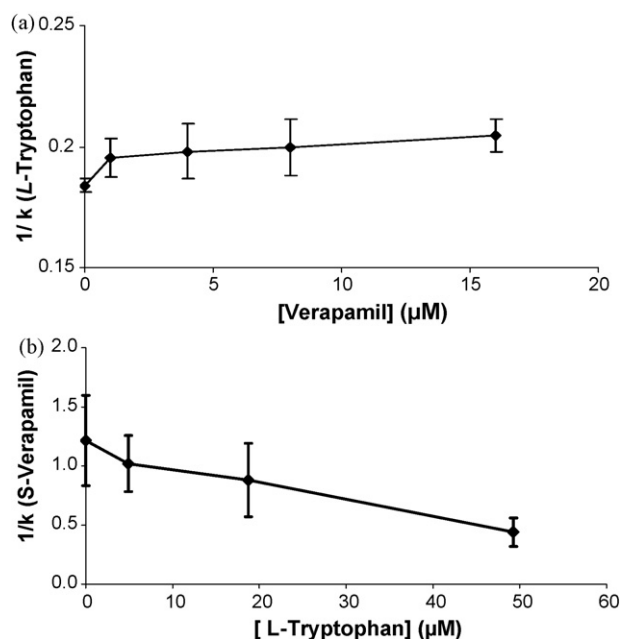 (a)
0.25
0.2
0.15
1/ k (L-Tryptophan)
0 5 10 15 20
[Verapamil] (µM)
(b)
2.0
1.5
1.0
0.5
0.0
1/k (S-Verapamil)
0 10 20 30 40 50 60
[ L-Tryptophan] (µM)